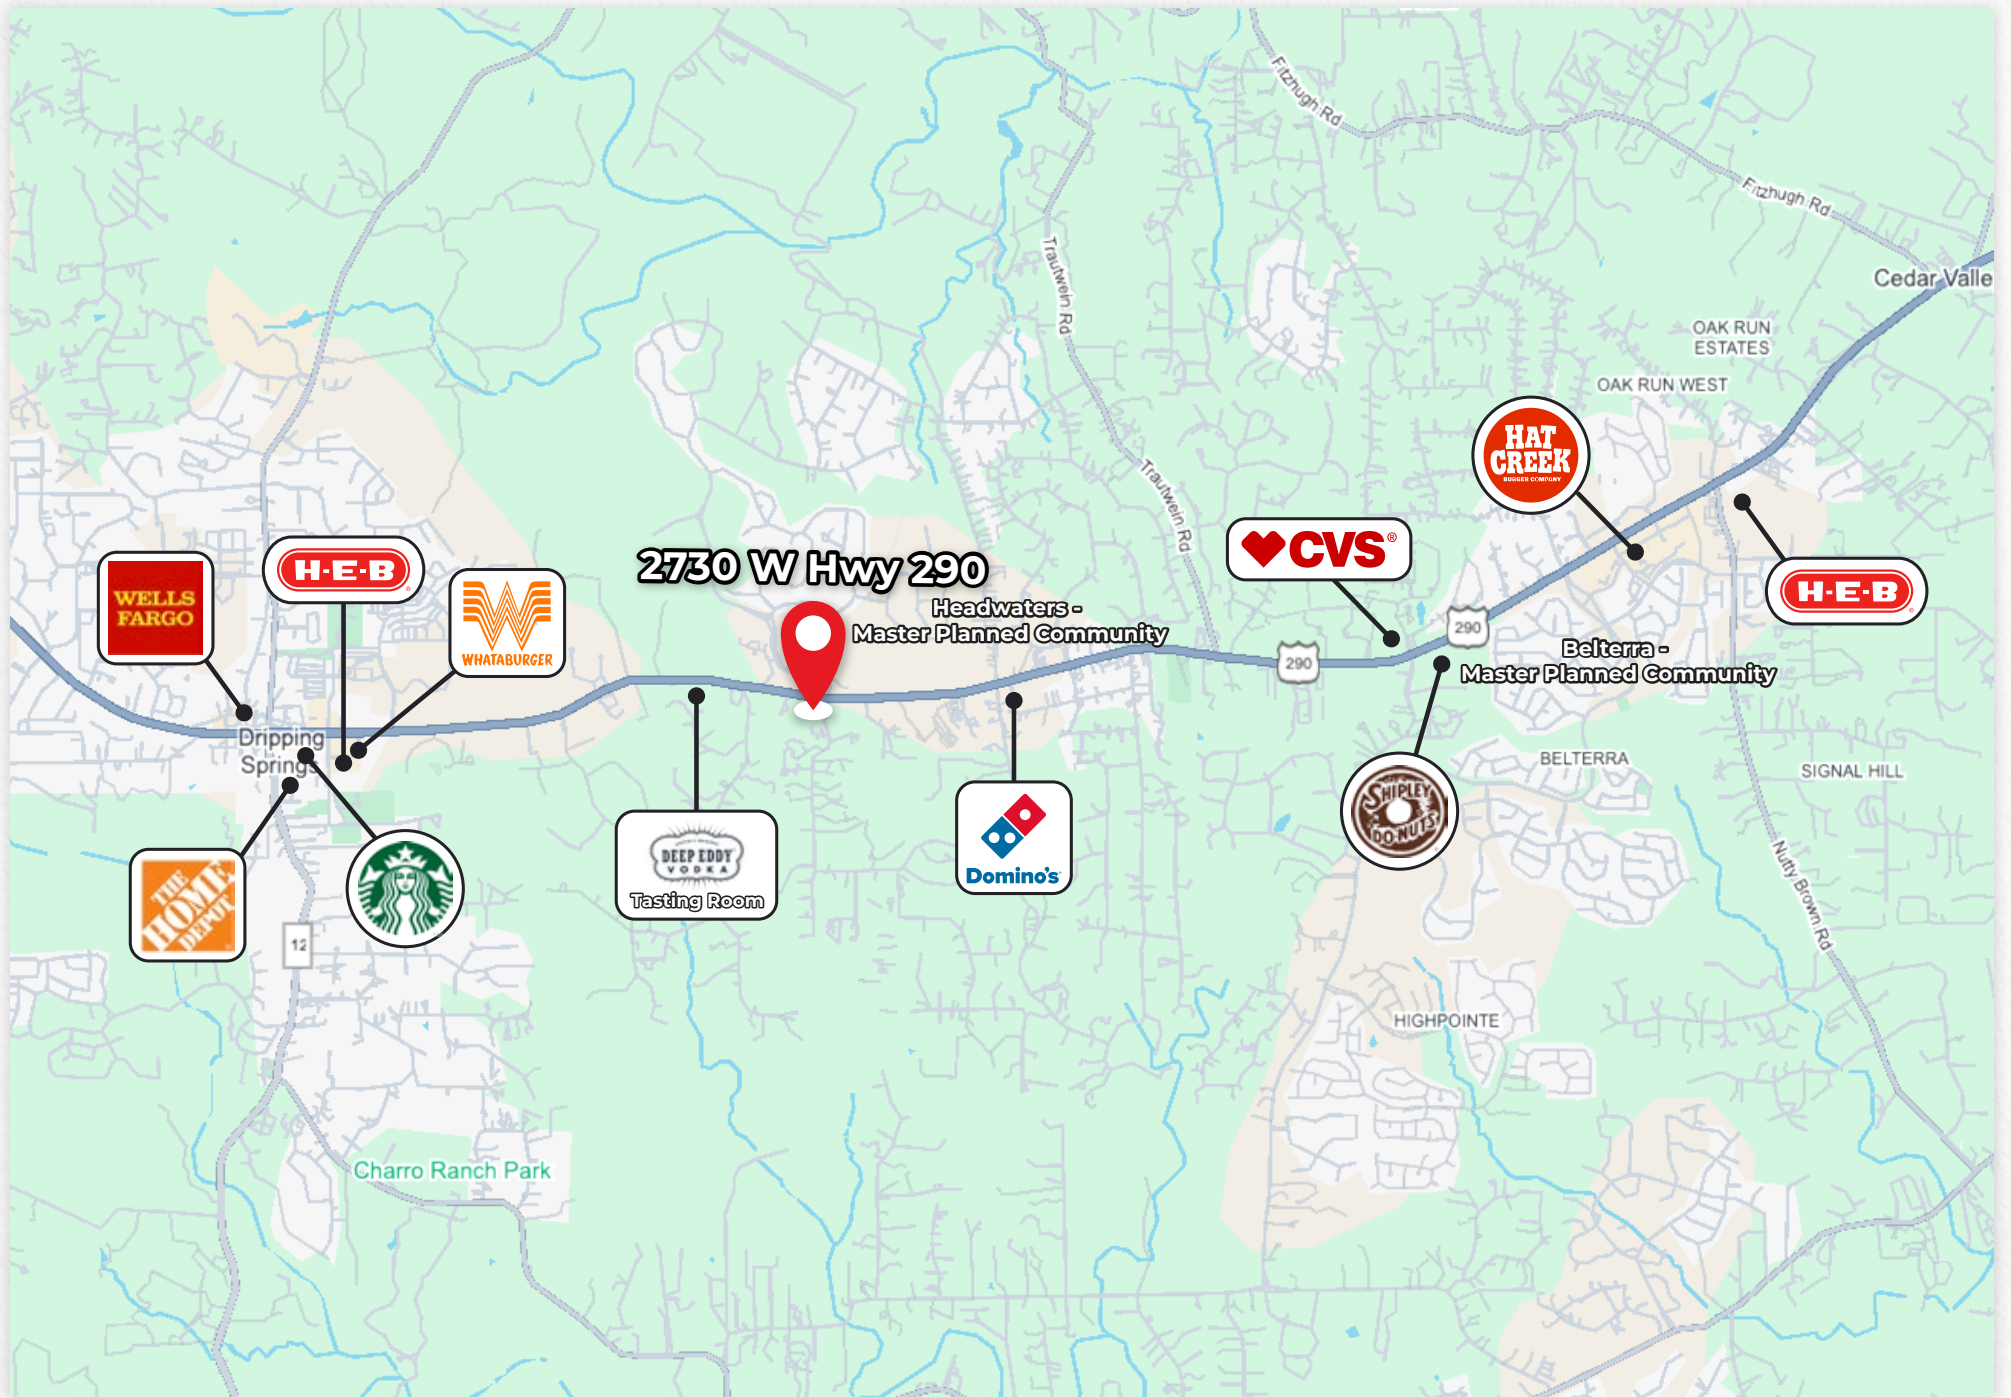 Fitzhugh Rd
Fitzhugh Rd
Cedar Valle
Trautwein Rd
OAK RUN
ESTATES
OAK RUN WEST
HAT
CREEK
BURGER COMPANY
Trautwein Rd
CVS®
H-E-B
WELLS
FARGO
WHATABURGER
2730 W Hwy 290
Headwaters -
Master Planned Community
H-E-B
290
290
Belterra -
Master Planned Community
Dripping
Springs
BELTERRA
SIGNAL HILL
SHIPLEY
DO-NUTS
DEEP EDDY
VODKA
Tasting Room
Domino's
THE
HOME
DEPOT
12
Nutty Brown Rd
HIGHPOINTE
Charro Ranch Park